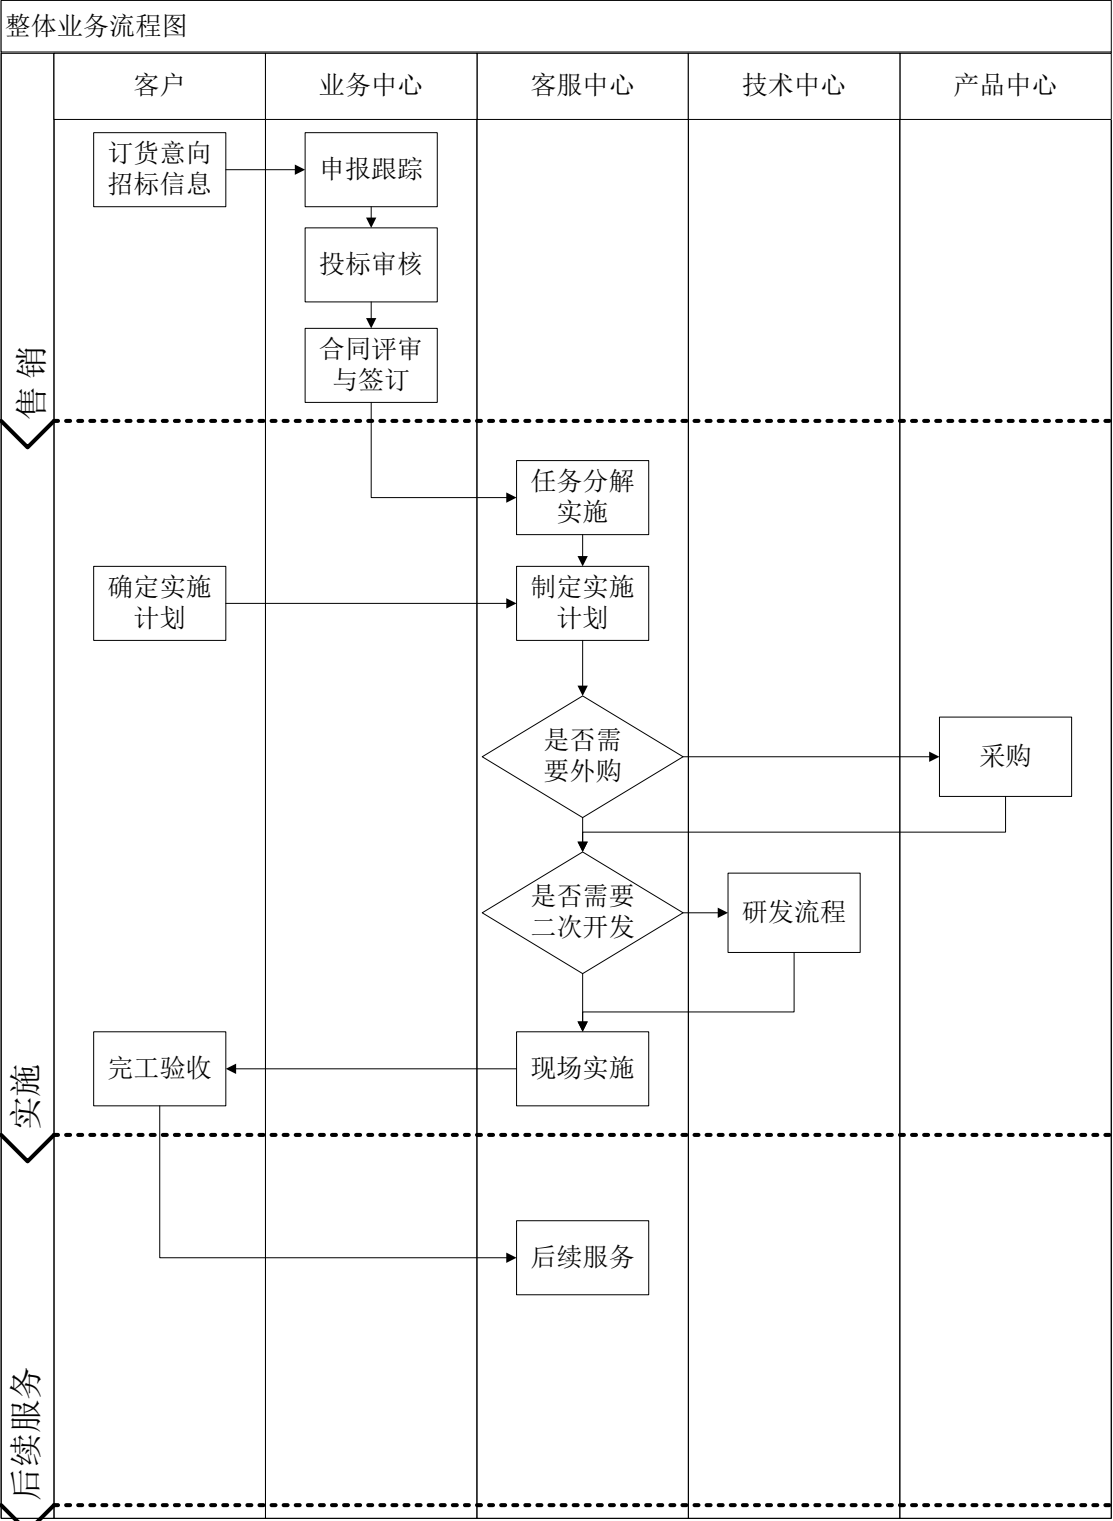 整体业务流程图
客户
业务中心
客服中心
技术中心
产品中心
售销
订货意向
招标信息
申报跟踪
投标审核
合同评审
与签订
实施
任务分解
实施
确定实施
计划
制定实施
计划
是否需
要外购
采购
是否需要
二次开发
研发流程
现场实施
完工验收
后续服务
后续服务